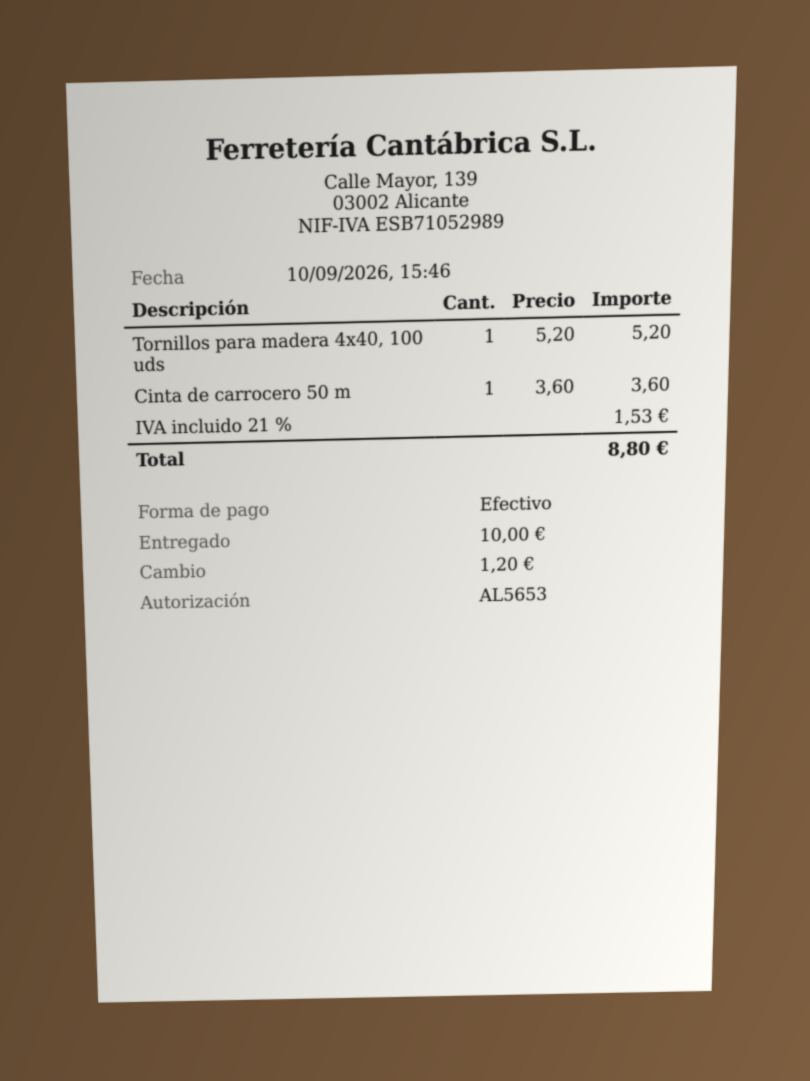 Ferretería Cantábrica S.L.
Calle Mayor, 139
03002 Alicante
NIF-IVA ESB71052989
Fecha 10/09/2026, 15:46
Descripción Cant. Precio Importe
Tornillos para madera 4x40, 100 1 5,20 5,20
uds
Cinta de carrocero 50 m 1 3,60 3,60
IVA incluido 21 % 1,53 €
Total 8,80 €
Forma de pago Efectivo
Entregado 10,00 €
Cambio 1,20 €
Autorización AL5653